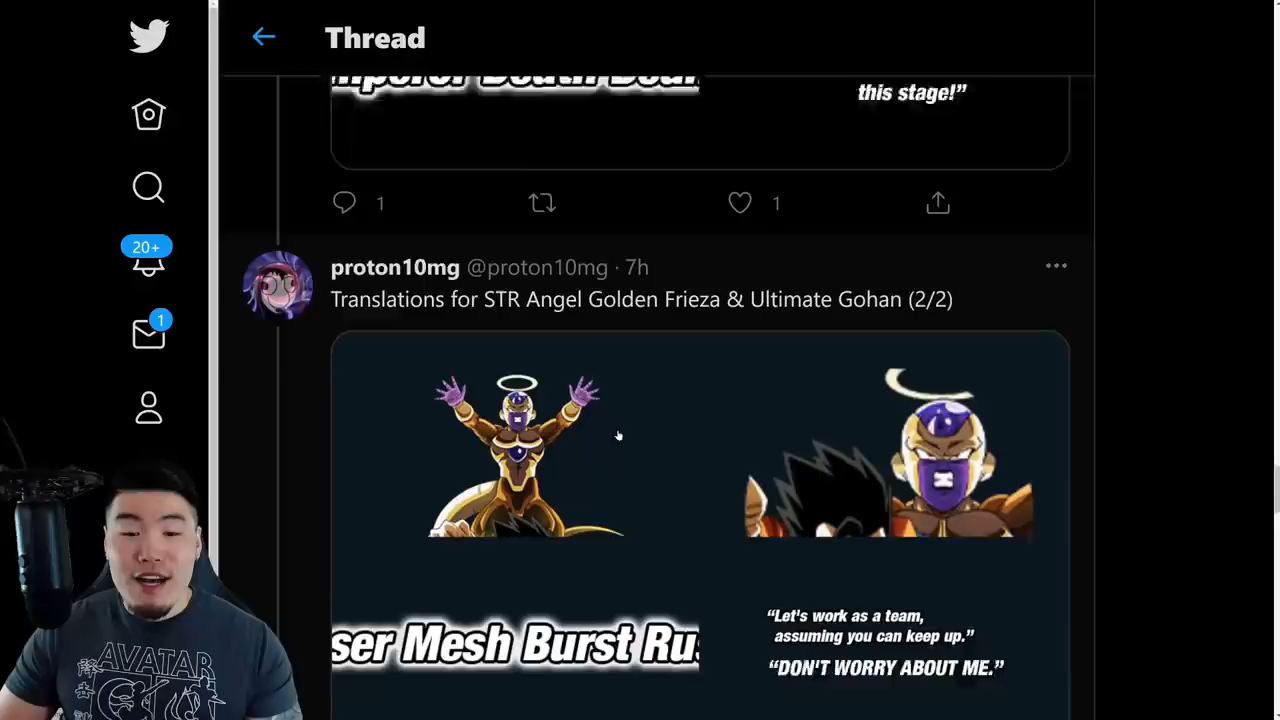 Thread
this stage!”
1
1
20+
proton10mg @proton10mg · 7h
Translations for STR Angel Golden Frieza & Ultimate Gohan (2/2)
1
ser Mesh Burst Rus
“Let's work as a team,
assuming you can keep up.”
“DON'T WORRY ABOUT ME.”
AVATAR